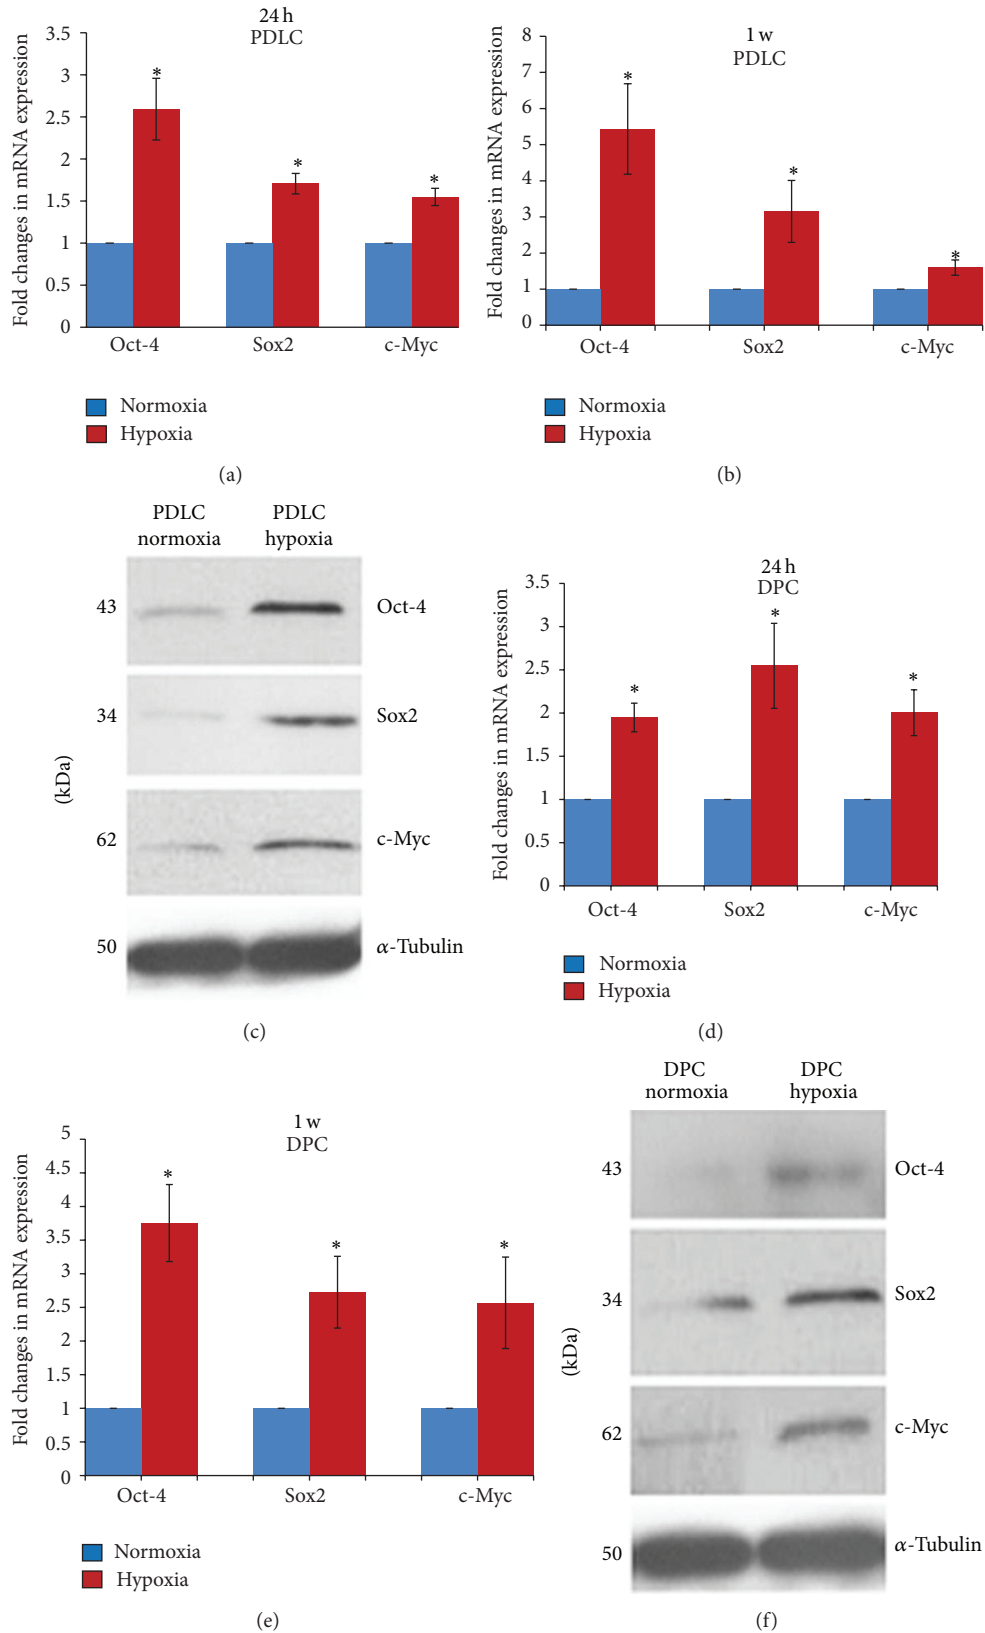 24 h
PDLC
Fold changes in mRNA expression
3.5
3
2.5
2
1.5
1
0.5
0
*
*
*
Oct-4 Sox2 c-Myc
Normoxia
Hypoxia
(a)
1 w
PDLC
Fold changes in mRNA expression
8
7
6
5
4
3
2
1
0
*
*
*
Oct-4 Sox2 c-Myc
Normoxia
Hypoxia
(b)
PDLC PDLC
normoxia hypoxia
43 Oct-4
34 Sox2
(kDa)
62 c-Myc
50 α-Tubulin
(c)
24 h
DPC
Fold changes in mRNA expression
3.5
3
2.5
2
1.5
1
0.5
0
*
*
*
Oct-4 Sox2 c-Myc
Normoxia
Hypoxia
(d)
1 w
DPC
Fold changes in mRNA expression
5
4.5
4
3.5
3
2.5
2
1.5
1
0.5
0
*
*
*
Oct-4 Sox2 c-Myc
Normoxia
Hypoxia
(e)
DPC DPC
normoxia hypoxia
43 Oct-4
34 Sox2
(kDa)
62 c-Myc
50 α-Tubulin
(f)